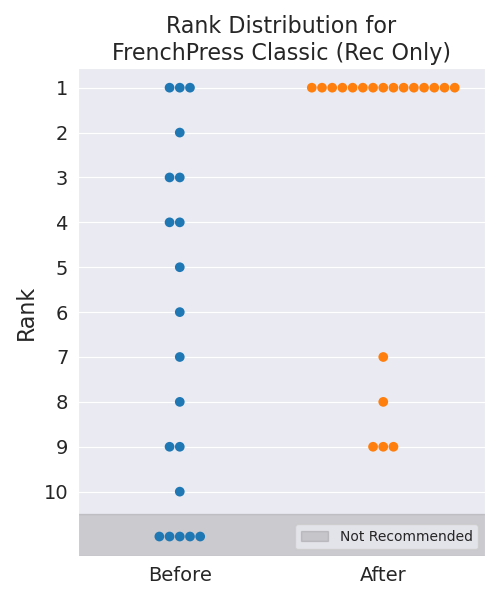 Rank Distribution for
FrenchPress Classic (Rec Only)
Rank
1
2
3
4
5
6
7
8
9
10
Not Recommended
Before After